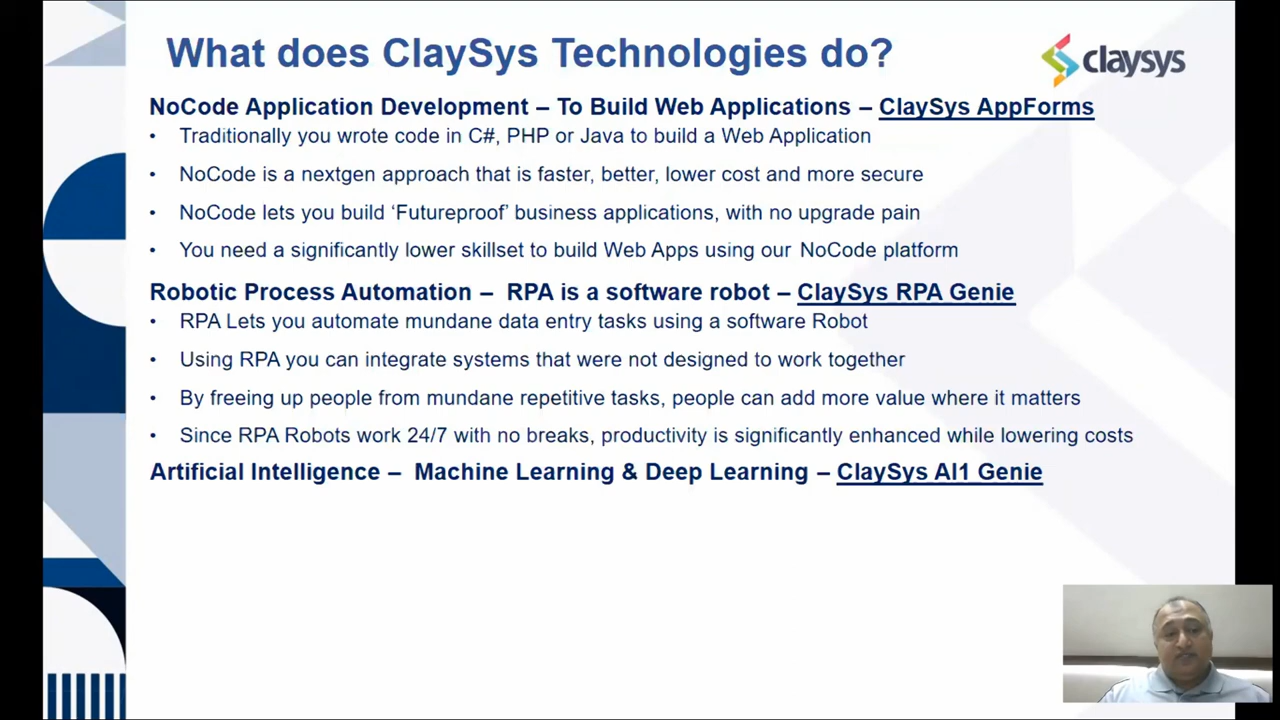 What does ClaySys Technologies do?
claysys
NoCode Application Development – To Build Web Applications – ClaySys AppForms
• Traditionally you wrote code in C#, PHP or Java to build a Web Application
• NoCode is a nextgen approach that is faster, better, lower cost and more secure
• NoCode lets you build ‘Futureproof’ business applications, with no upgrade pain
• You need a significantly lower skillset to build Web Apps using our NoCode platform
Robotic Process Automation – RPA is a software robot – ClaySys RPA Genie
• RPA Lets you automate mundane data entry tasks using a software Robot
• Using RPA you can integrate systems that were not designed to work together
• By freeing up people from mundane repetitive tasks, people can add more value where it matters
• Since RPA Robots work 24/7 with no breaks, productivity is significantly enhanced while lowering costs
Artificial Intelligence – Machine Learning & Deep Learning – ClaySys AI1 Genie